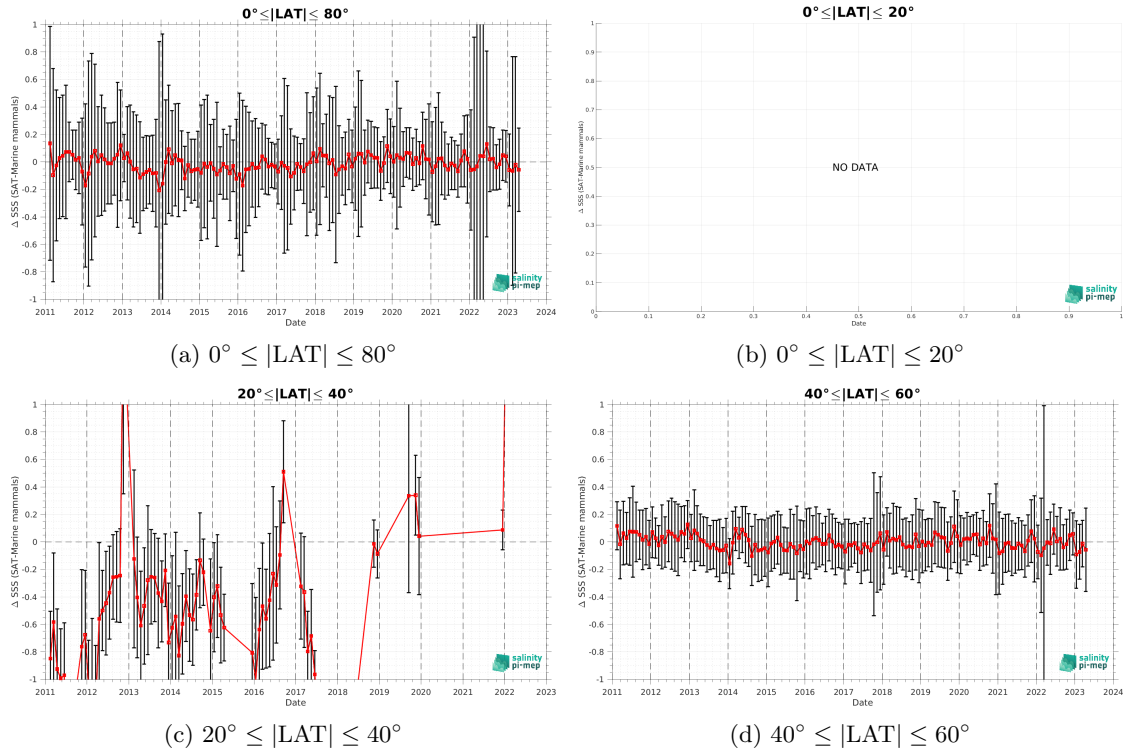 0°≤|LAT|≤ 80°
1
0.8
0.6
0.4
0.2
0
-0.2
-0.4
-0.6
-0.8
-1
Δ SSS (SAT-Marine mammals)
2011 2012 2013 2014 2015 2016 2017 2018 2019 2020 2021 2022 2023 2024
Date
salinity
pi-mep
(a) 0° ≤ |LAT| ≤ 80°
0°≤|LAT|≤ 20°
1
0.9
0.8
0.7
0.6
0.5
0.4
0.3
0.2
0.1
0
Δ SSS (SAT-Marine mammals)
NO DATA
0 0.1 0.2 0.3 0.4 0.5 0.6 0.7 0.8 0.9 1
Date
salinity
pi-mep
(b) 0° ≤ |LAT| ≤ 20°
20°≤|LAT|≤ 40°
1
0.8
0.6
0.4
0.2
0
-0.2
-0.4
-0.6
-0.8
-1
Δ SSS (SAT-Marine mammals)
2011 2012 2013 2014 2015 2016 2017 2018 2019 2020 2021 2022 2023
Date
salinity
pi-mep
(c) 20° ≤ |LAT| ≤ 40°
40°≤|LAT|≤ 60°
1
0.8
0.6
0.4
0.2
0
-0.2
-0.4
-0.6
-0.8
-1
Δ SSS (SAT-Marine mammals)
2011 2012 2013 2014 2015 2016 2017 2018 2019 2020 2021 2022 2023 2024
Date
salinity
pi-mep
(d) 40° ≤ |LAT| ≤ 60°